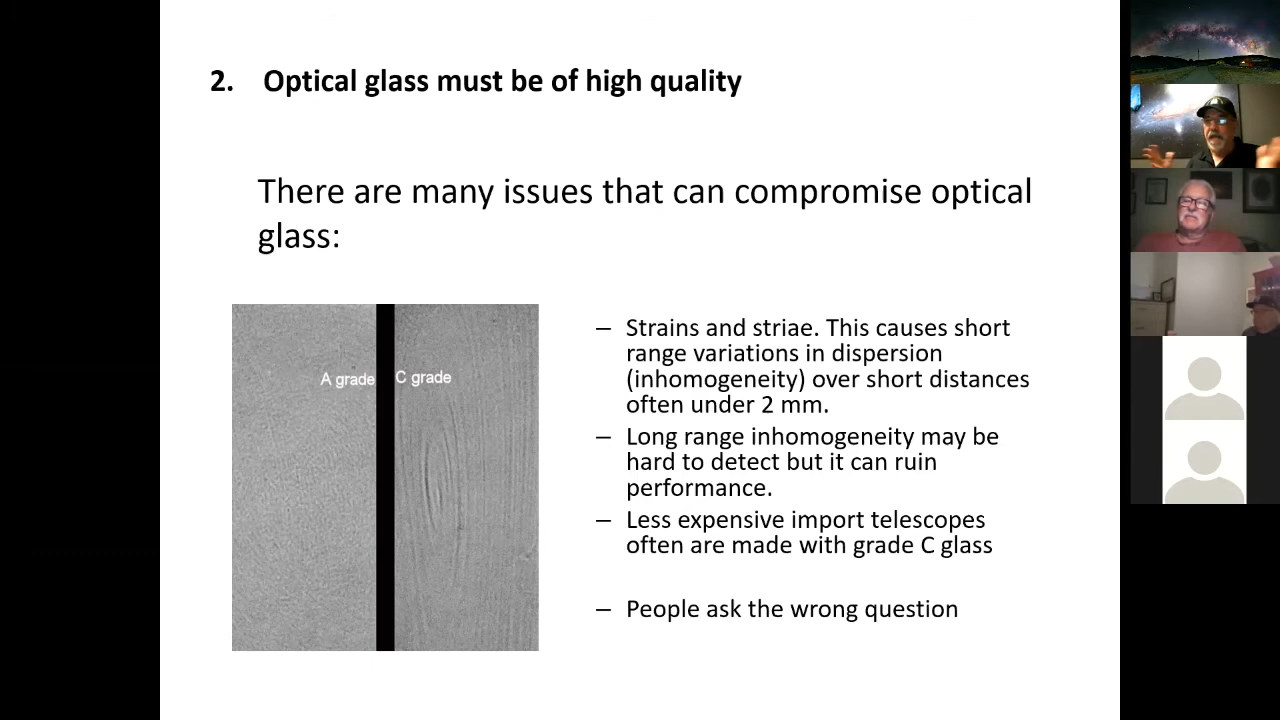 2. Optical glass must be of high quality
There are many issues that can compromise optical
glass:
A grade
C grade
– Strains and striae. This causes short
range variations in dispersion
(inhomogeneity) over short distances
often under 2 mm.
– Long range inhomogeneity may be
hard to detect but it can ruin
performance.
– Less expensive import telescopes
often are made with grade C glass
– People ask the wrong question